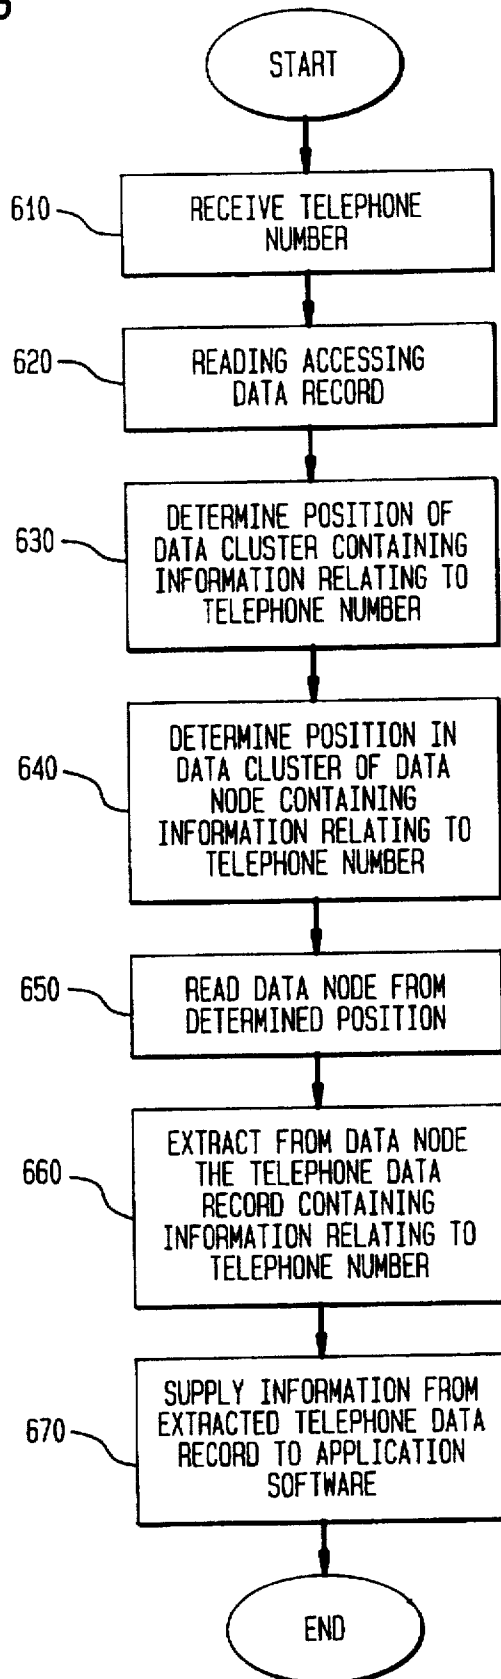 START
610
RECEIVE TELEPHONE
NUMBER
620
READING ACCESSING
DATA RECORD
630
DETERMINE POSITION OF
DATA CLUSTER CONTAINING
INFORMATION RELATING TO
TELEPHONE NUMBER
640
DETERMINE POSITION IN
DATA CLUSTER OF DATA
NODE CONTAINING
INFORMATION RELATING TO
TELEPHONE NUMBER
650
READ DATA NODE FROM
DETERMINED POSITION
660
EXTRACT FROM DATA NODE
THE TELEPHONE DATA
RECORD CONTAINING
INFORMATION RELATING TO
TELEPHONE NUMBER
670
SUPPLY INFORMATION FROM
EXTRACTED TELEPHONE DATA
RECORD TO APPLICATION
SOFTWARE
END